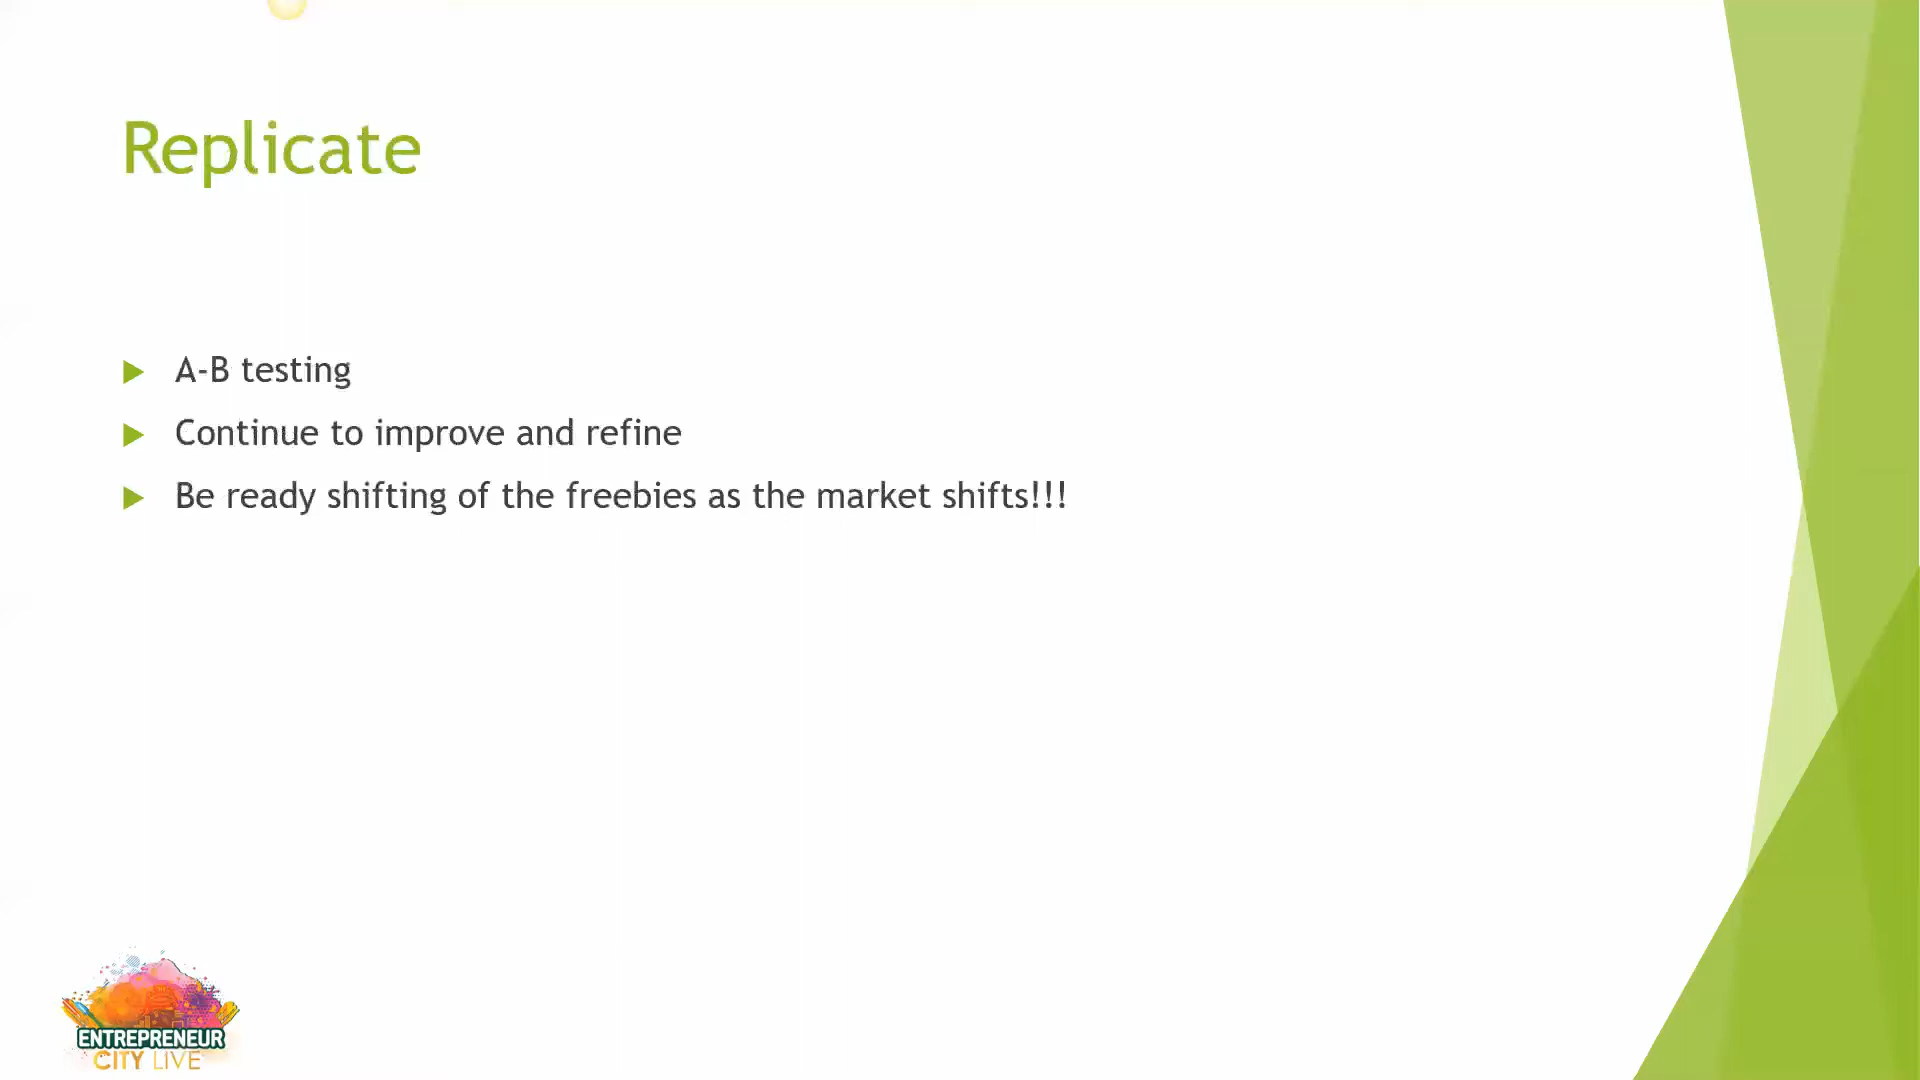 Replicate
A-B testing
Continue to improve and refine
Be ready shifting of the freebies as the market shifts!!!
ENTREPRENEUR
CITY LIVE